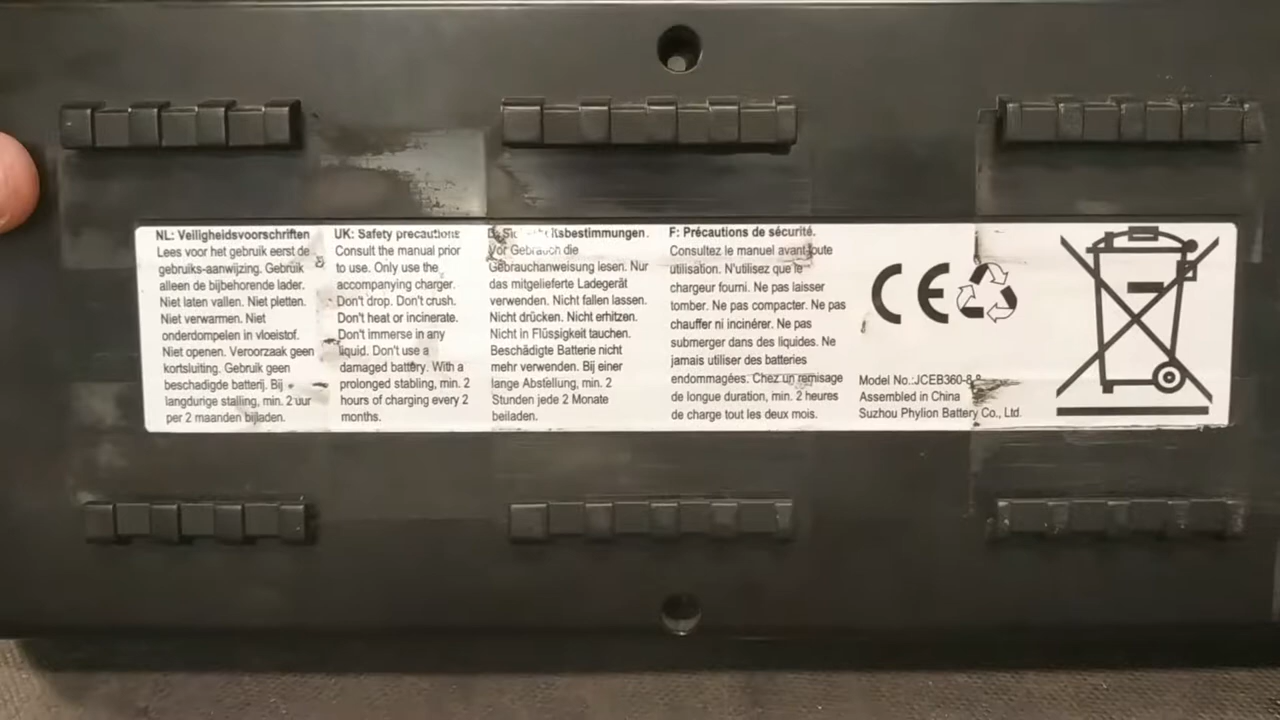 NL: Veiligheidsvoorschriften
Lees voor het gebruik eerst de
gebruiks-aanwijzing. Gebruik
alleen de bijbehorende lader.
Niet laten vallen. Niet pletten.
Niet verwarmen. Niet
onderdompelen in vloeistof.
Niet openen. Veroorzaak geen
kortsluiting. Gebruik geen
beschadigde batterij. Bij
langdurige stalling, min. 2 uur
per 2 maanden bijladen.
UK: Safety precautions
Consult the manual prior
to use. Only use the
accompanying charger.
Don't drop. Don't crush.
Don't heat or incinerate.
Don't immerse in any
liquid. Don't use a
damaged battery. With a
prolonged stabling, min. 2
hours of charging every 2
months.
Vor Gebrauch die
Gebrauchanweisung lesen. Nur
das mitgelieferte Ladegerät
verwenden. Nicht fallen lassen.
Nicht drücken. Nicht erhitzen.
Nicht in Flüssigkeit tauchen.
Beschädigte Batterie nicht
mehr verwenden. Bij einer
lange Abstellung, min. 2
Stunden jede 2 Monate
beiladen.
F: Précautions de sécurité.
Consultez le manuel avant toute
utilisation. N'utilisez que le
chargeur fourni. Ne pas laisser
tomber. Ne pas compacter. Ne pas
chauffer ni incinérer. Ne pas
submerger dans des liquides. Ne
jamais utiliser des batteries
endommagées. Chez un remisage
de longue duration, min. 2 heures
de charge tout les deux mois.
CE
Model No.:JCEB360-8.8
Assembled in China
Suzhou Phylion Battery Co., Ltd.